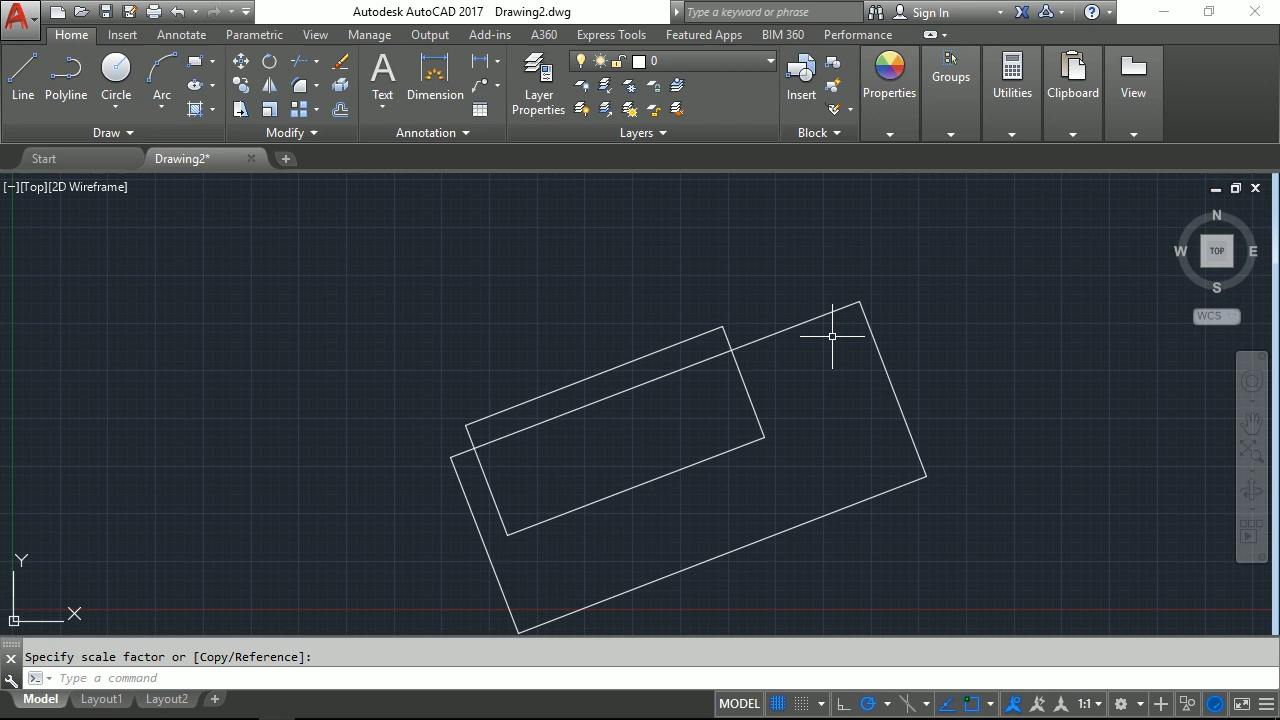 Autodesk AutoCAD 2017 Drawing2.dwg
Type a keyword or phrase
Sign In
Home Insert Annotate Parametric View Manage Output Add-ins A360 Express Tools Featured Apps BIM 360 Performance
Line Polyline Circle Arc
Text Dimension
Layer Properties
0
Insert
Properties Groups Utilities Clipboard View
Draw Modify Annotation Layers Block
Start Drawing2*
[−][Top][2D Wireframe]
N
W TOP E
S
WCS
Y
X
Specify scale factor or [Copy/Reference]:
Type a command
Model Layout1 Layout2
MODEL 1:1